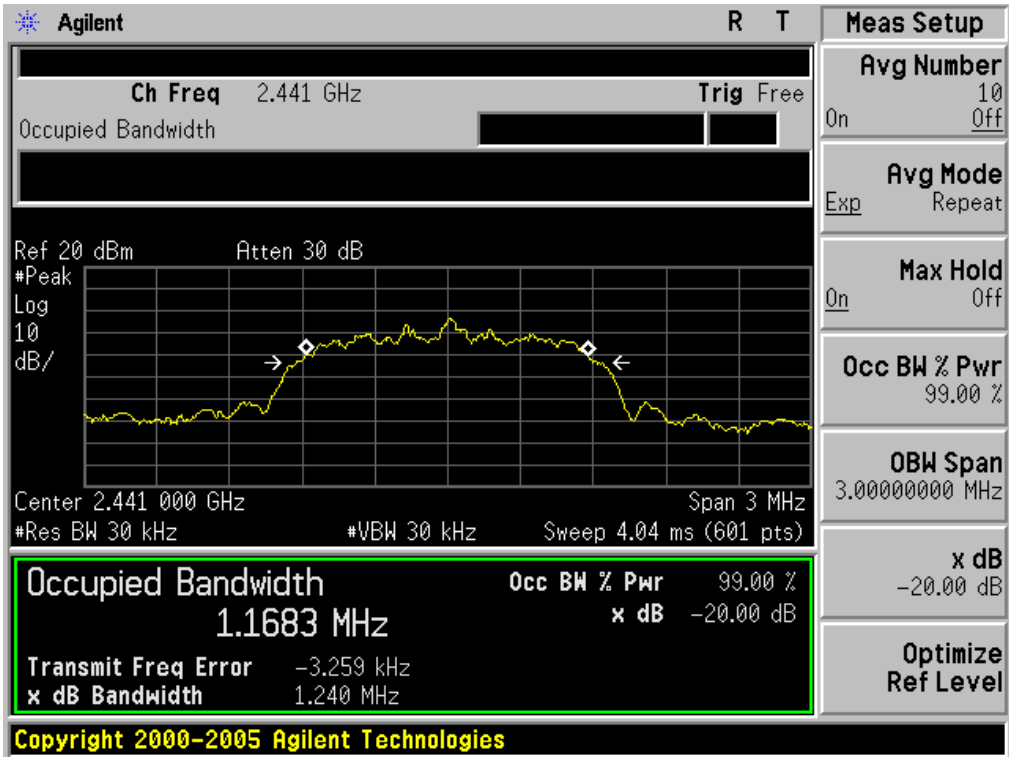 Agilent R T
Ch Freq 2.441 GHz Trig Free
Occupied Bandwidth
Ref 20 dBm Atten 30 dB
#Peak
Log
10
dB/
Center 2.441 000 GHz Span 3 MHz
#Res BW 30 kHz #VBW 30 kHz Sweep 4.04 ms (601 pts)
Occupied Bandwidth Occ BW % Pwr 99.00 %
1.1683 MHz x dB -20.00 dB
Transmit Freq Error -3.259 kHz
x dB Bandwidth 1.240 MHz
Copyright 2000-2005 Agilent Technologies
Meas Setup
Avg Number
10
On Off
Avg Mode
Exp Repeat
Max Hold
On Off
Occ BW % Pwr
99.00 %
OBW Span
3.00000000 MHz
x dB
-20.00 dB
Optimize
Ref Level